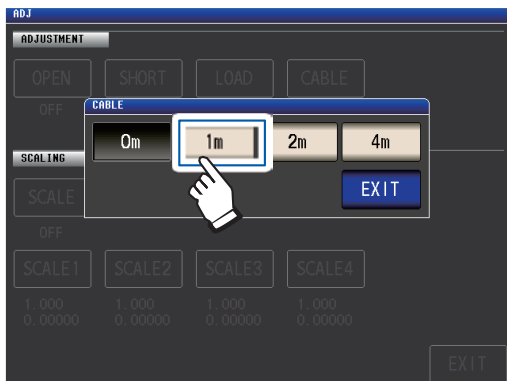 ADJ
ADJUSTMENT
OPEN SHORT LOAD CABLE
OFF
CABLE
0m 1m 2m 4m
EXIT
SCALING
SCALE
OFF
SCALE1 SCALE2 SCALE3 SCALE4
1.000 1.000 1.000 1.000
0.00000 0.00000 0.00000 0.00000
EXIT